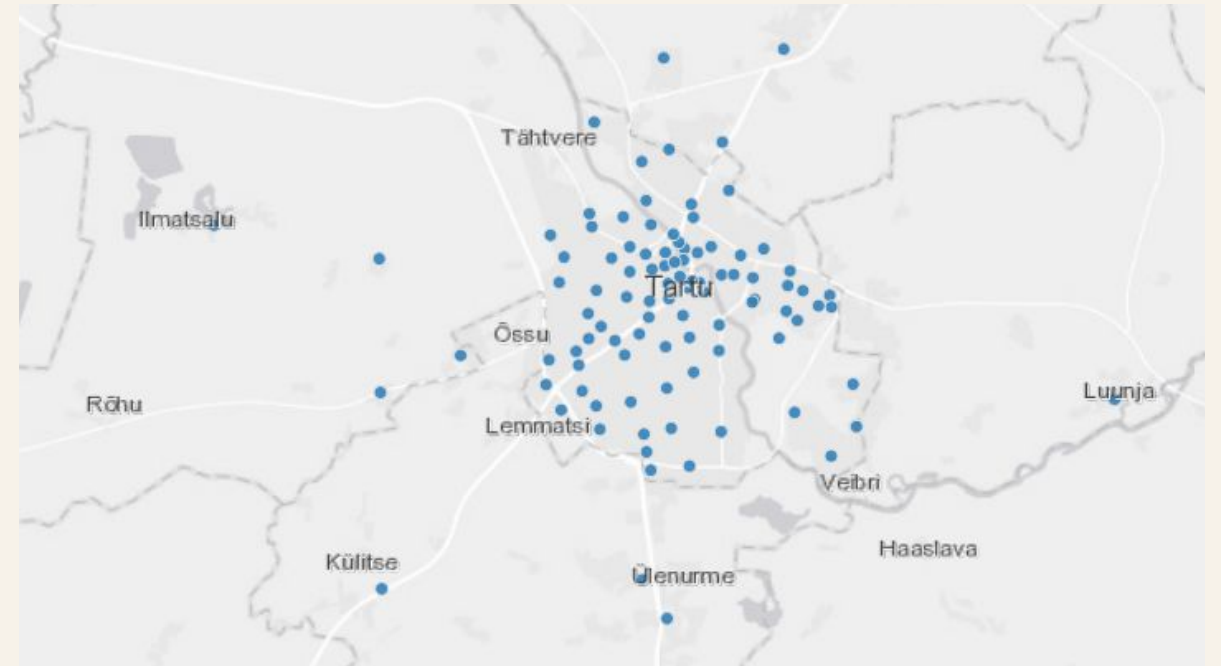 Tähtvere
Ilmatsalu
Tartu
Õssu
Rõhu
Luunja
Lemmatsi
Veibri
Haaslava
Külitse
Ülenurme